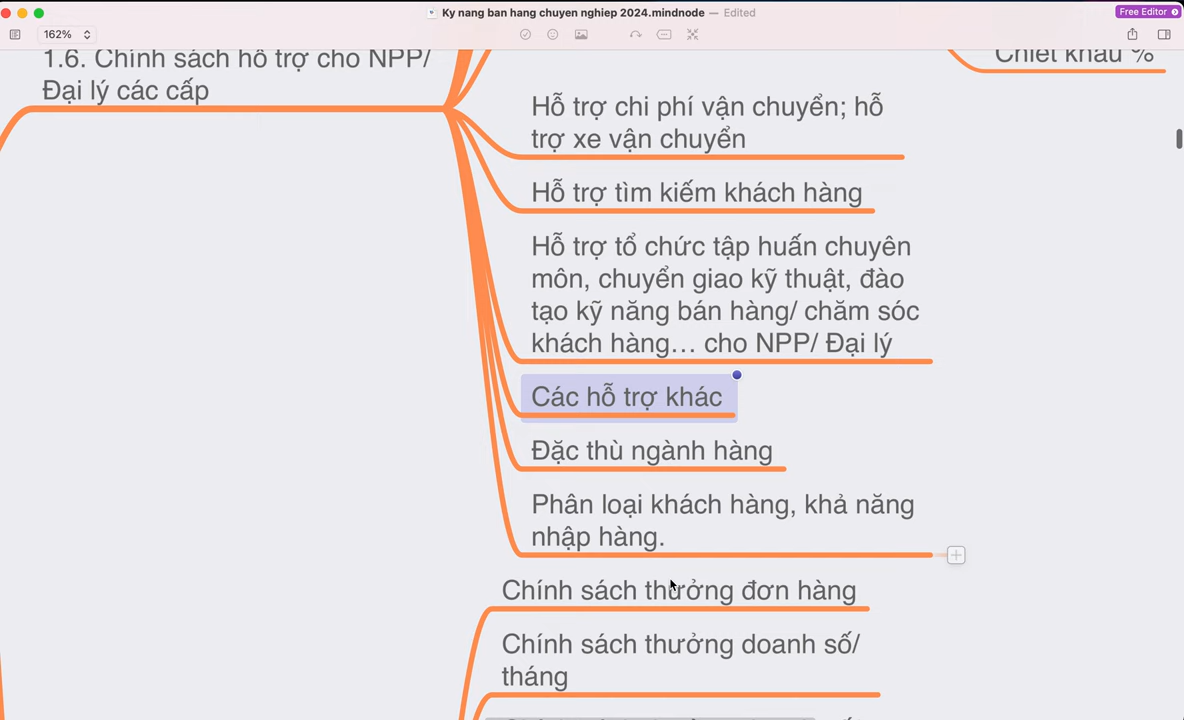 Ky nang ban hang chuyen nghiep 2024.mindnode — Edited
Free Editor
162%
1.6. Chính sách hỗ trợ cho NPP/
Đại lý các cấp
Chiết khấu %
Hỗ trợ chi phí vận chuyển; hỗ
trợ xe vận chuyển
Hỗ trợ tìm kiếm khách hàng
Hỗ trợ tổ chức tập huấn chuyên
môn, chuyển giao kỹ thuật, đào
tạo kỹ năng bán hàng/ chăm sóc
khách hàng... cho NPP/ Đại lý
Các hỗ trợ khác
Đặc thù ngành hàng
Phân loại khách hàng, khả năng
nhập hàng.
Chính sách thưởng đơn hàng
Chính sách thưởng doanh số/
tháng